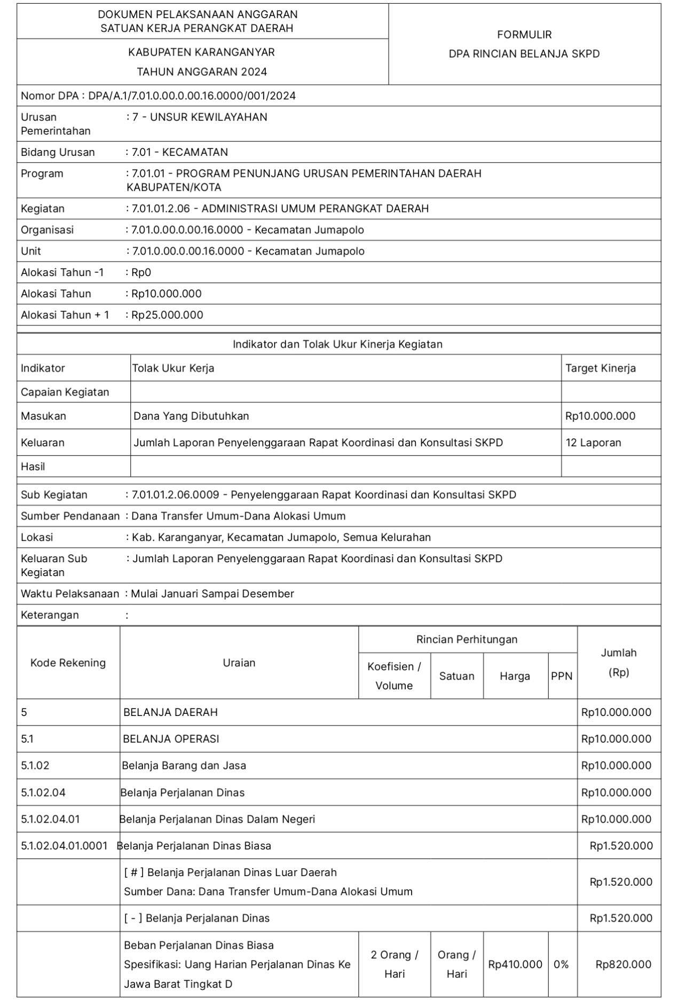 DOKUMEN PELAKSANAAN ANGGARAN
SATUAN KERJA PERANGKAT DAERAH
KABUPATEN KARANGANYAR
TAHUN ANGGARAN 2024
FORMULIR
DPA RINCIAN BELANJA SKPD
Nomor DPA : DPA/A.1/7.01.0.00.0.00.16.0000/001/2024
Urusan Pemerintahan : 7 - UNSUR KEWILAYAHAN
Bidang Urusan : 7.01 - KECAMATAN
Program : 7.01.01 - PROGRAM PENUNJANG URUSAN PEMERINTAHAN DAERAH
KABUPATEN/KOTA
Kegiatan : 7.01.01.2.06 - ADMINISTRASI UMUM PERANGKAT DAERAH
Organisasi : 7.01.0.00.0.00.16.0000 - Kecamatan Jumapolo
Unit : 7.01.0.00.0.00.16.0000 - Kecamatan Jumapolo
Alokasi Tahun -1 : Rp0
Alokasi Tahun : Rp10.000.000
Alokasi Tahun + 1 : Rp25.000.000
Indikator dan Tolak Ukur Kinerja Kegiatan
Indikator Tolak Ukur Kerja Target Kinerja
Capaian Kegiatan
Masukan Dana Yang Dibutuhkan Rp10.000.000
Keluaran Jumlah Laporan Penyelenggaraan Rapat Koordinasi dan Konsultasi SKPD 12 Laporan
Hasil
Sub Kegiatan : 7.01.01.2.06.0009 - Penyelenggaraan Rapat Koordinasi dan Konsultasi SKPD
Sumber Pendanaan : Dana Transfer Umum-Dana Alokasi Umum
Lokasi : Kab. Karanganyar, Kecamatan Jumapolo, Semua Kelurahan
Keluaran Sub Kegiatan : Jumlah Laporan Penyelenggaraan Rapat Koordinasi dan Konsultasi SKPD
Waktu Pelaksanaan : Mulai Januari Sampai Desember
Keterangan :
Kode Rekening
Uraian
Rincian Perhitungan
Koefisien / Volume
Satuan
Harga
PPN
Jumlah
(Rp)
5 BELANJA DAERAH Rp10.000.000
5.1 BELANJA OPERASI Rp10.000.000
5.1.02 Belanja Barang dan Jasa Rp10.000.000
5.1.02.04 Belanja Perjalanan Dinas Rp10.000.000
5.1.02.04.01 Belanja Perjalanan Dinas Dalam Negeri Rp10.000.000
5.1.02.04.01.0001 Belanja Perjalanan Dinas Biasa Rp1.520.000
[ # ] Belanja Perjalanan Dinas Luar Daerah
Sumber Dana: Dana Transfer Umum-Dana Alokasi Umum
Rp1.520.000
[ - ] Belanja Perjalanan Dinas Rp1.520.000
Beban Perjalanan Dinas Biasa
Spesifikasi: Uang Harian Perjalanan Dinas Ke
Jawa Barat Tingkat D
2 Orang /
Hari
Orang /
Hari
Rp410.000
0%
Rp820.000